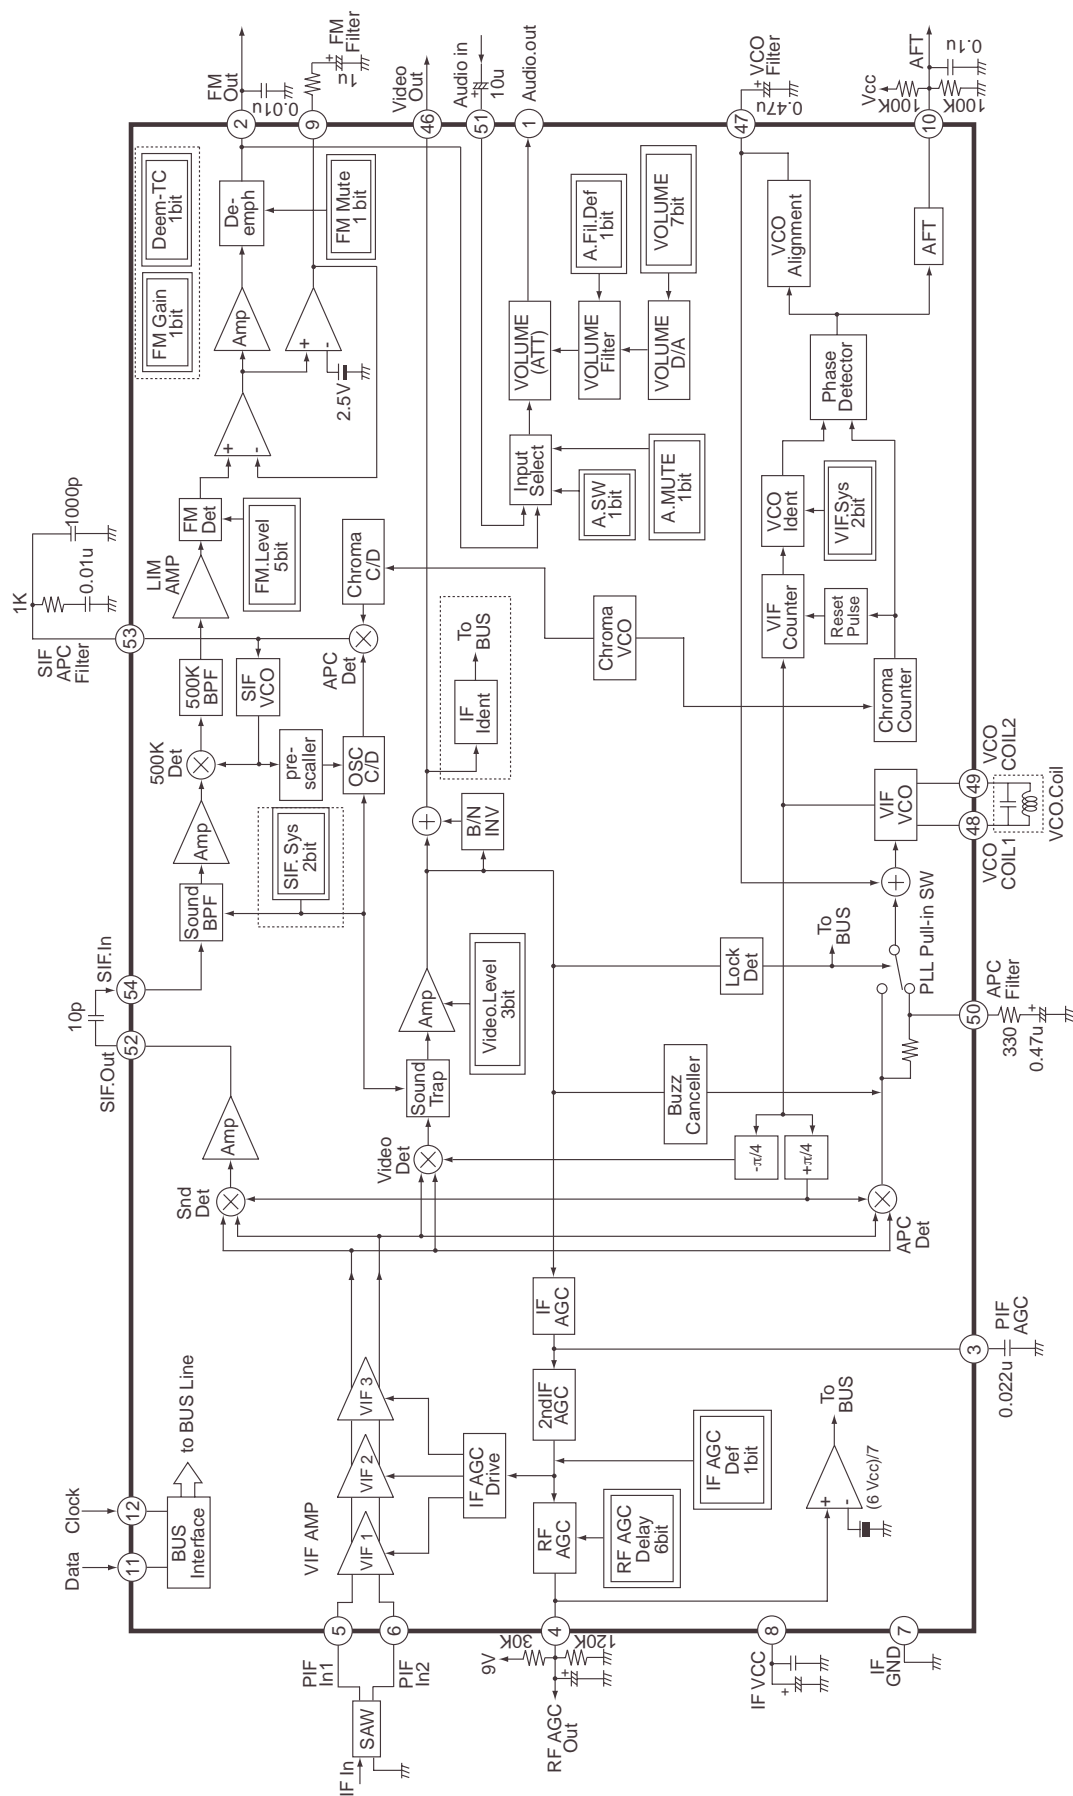 FM
Out
0.01u
1u
FM
Filter
Video
Out
Audio in
10u
Audio.out
0.47u
VCO
Filter
Vcc
100K
100K
AFT
0.1u
2
9
46
51
1
47
10
Deem-TC
1bit
FM Gain
1bit
De-
emph
FM Mute
1 bit
Amp
+
-
2.5V
+
-
A.Fil.Def
1bit
VOLUME
7bit
VOLUME
(ATT)
VOLUME
Filter
VOLUME
D/A
Input
Select
A.SW
1bit
A.MUTE
1bit
VCO
Alignment
AFT
Phase
Detector
VCO
Ident
VIF.Sys
2bit
VIF
Counter
Reset
Pulse
Chroma
Counter
Chroma
VCO
1000p
0.01u
1K
53
SIF
APC
Filter
LIM
AMP
FM
Det
FM.Level
5bit
Chroma
C/D
APC
Det
500K
BPF
SIF
VCO
500K
Det
pre-
scaller
OSC
C/D
To
BUS
IF
Ident
B/N
INV
Amp
SIF. Sys
2bit
Sound
BPF
SIF.In
54
10p
52
SIF.Out
Amp
Video.Level
3bit
Sound
Trap
Video
Det
Amp
Snd
Det
VIF
VCO
49
VCO
COIL2
48
VCO
COIL1
VCO.Coil
PLL Pull-in SW
To
BUS
Lock
Det
50
APC
Filter
330
0.47u
+
Buzz
Canceller
-π/4
+π/4
APC
Det
IF
AGC
3
PIF
AGC
0.022u
2ndIF
AGC
VIF 3
VIF 2
VIF 1
VIF AMP
IF AGC
Drive
IF AGC
Def
1bit
RF
AGC
RF AGC
Delay
6bit
To
BUS
+
-
(6 Vcc)/7
to BUS Line
BUS
Interface
Clock
12
Data
11
5
PIF
In1
6
PIF
In2
SAW
IF In
4
9V
30K
120K
+
RF AGC
Out
8
IF VCC
+
7
IF
GND